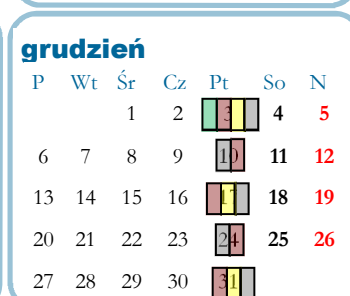 grudzień
P Wt Śr Cz Pt So N
1 2 3 4 5
6 7 8 9 10 11 12
13 14 15 16 17 18 19
20 21 22 23 24 25 26
27 28 29 30 31